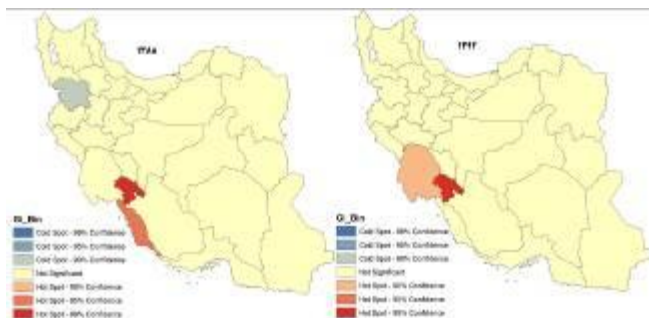 ۱۳۸۵
Gi_Bin
Cold Spot - 99% Confidence
Cold Spot - 95% Confidence
Cold Spot - 90% Confidence
Not Significant
Hot Spot - 90% Confidence
Hot Spot - 95% Confidence
Hot Spot - 99% Confidence
Gi_Bin
Cold Spot - 99% Confidence
Cold Spot - 95% Confidence
Cold Spot - 90% Confidence
Not Significant
Hot Spot - 90% Confidence
Hot Spot - 95% Confidence
Hot Spot - 99% Confidence